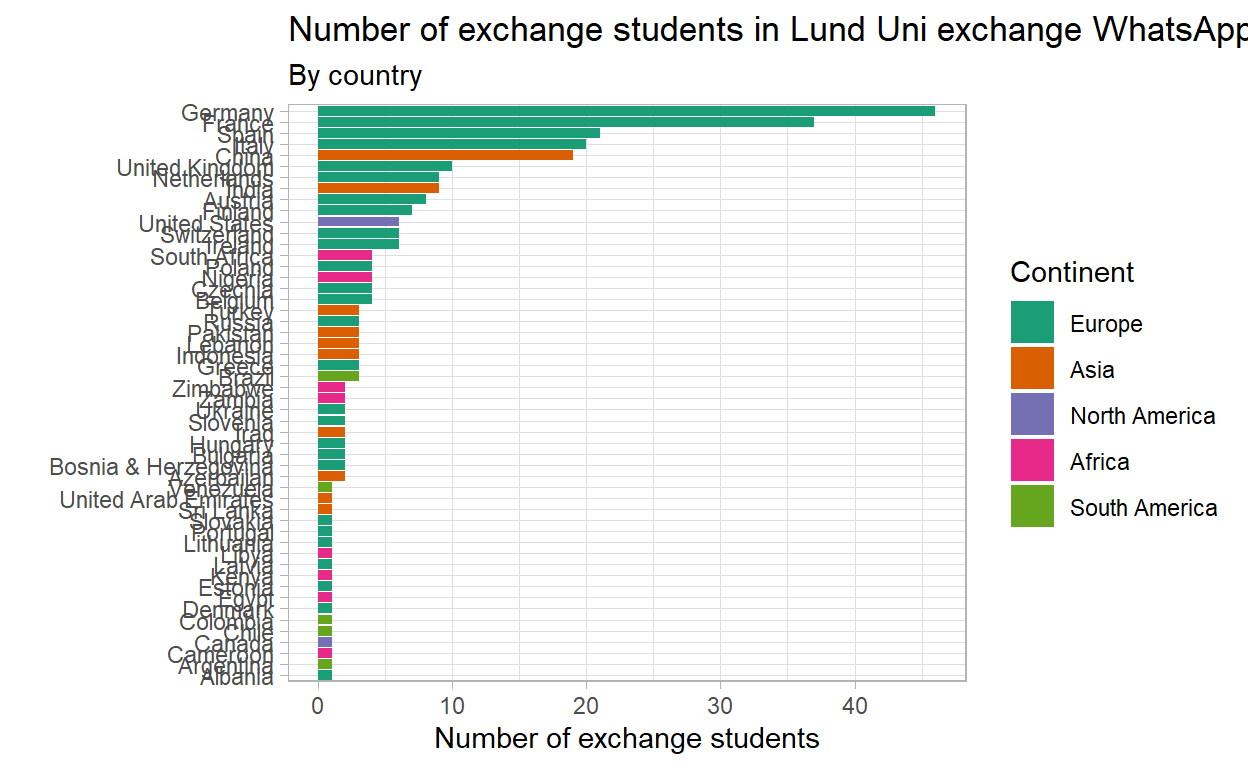 Number of exchange students in Lund Uni exchange WhatsApp
By country
Germany
France
Spain
Italy
China
United Kingdom
Netherlands
India
Austria
Finland
United States
Switzerland
Ireland
South Africa
Poland
Nigeria
Czechia
Belgium
Turkey
Russia
Pakistan
Lebanon
Indonesia
Greece
Brazil
Zimbabwe
Zambia
Ukraine
Slovenia
Iraq
Hungary
Bulgaria
Bosnia & Herzegovina
Azerbaijan
Venezuela
United Arab Emirates
Sri Lanka
Slovakia
Portugal
Lithuania
Libya
Latvia
Kenya
Estonia
Egypt
Denmark
Colombia
Chile
Canada
Cameroon
Argentina
Albania
0 10 20 30 40
Number of exchange students
Continent
Europe
Asia
North America
Africa
South America